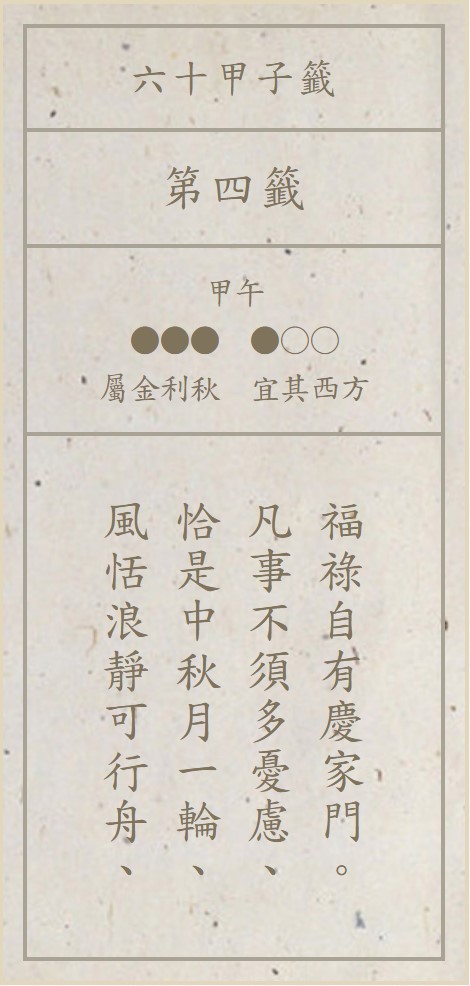 六十甲子籤
第四籤
甲午
●●● ●○○
屬金利秋 宜其西方
風恬浪靜可行舟、
恰是中秋月一輪、
凡事不須多憂慮、
福祿自有慶家門。